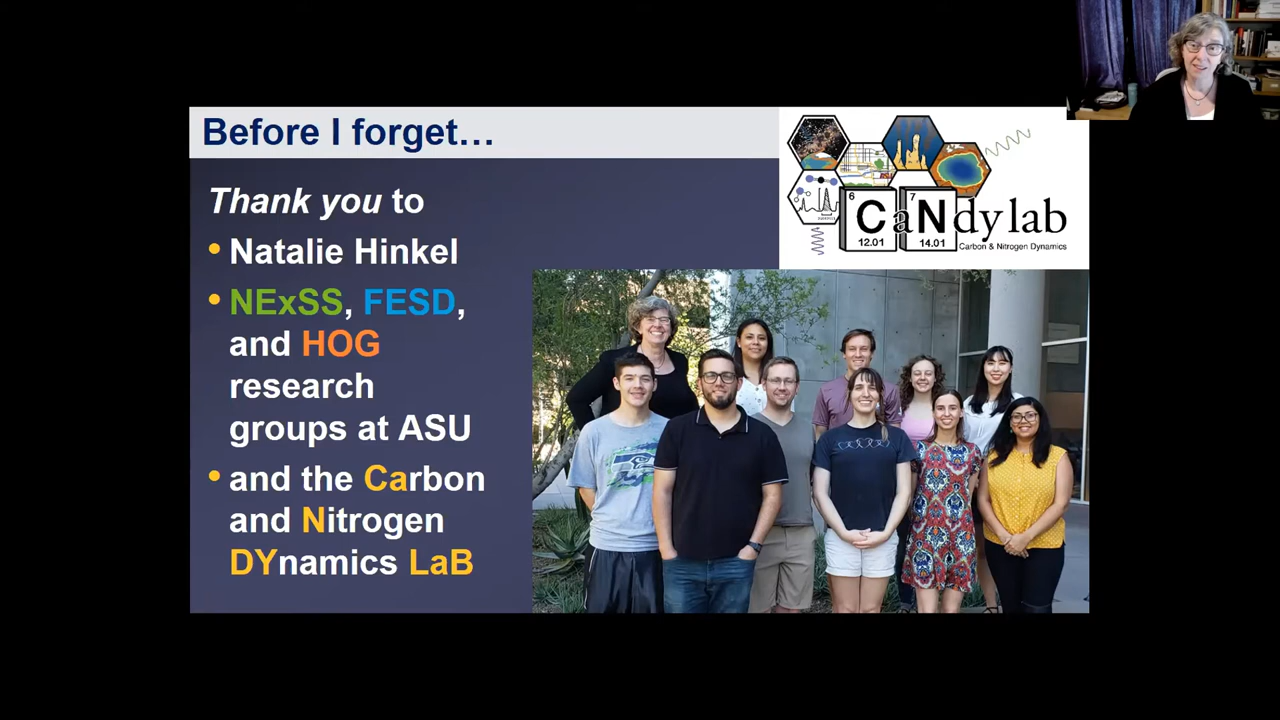 Before I forget…
Thank you to
• Natalie Hinkel
• NExSS, FESD,
and HOG
research
groups at ASU
• and the Carbon
and Nitrogen
DYnamics LaB
6 7
CaNdy lab
12.01 14.01
Carbon & Nitrogen Dynamics